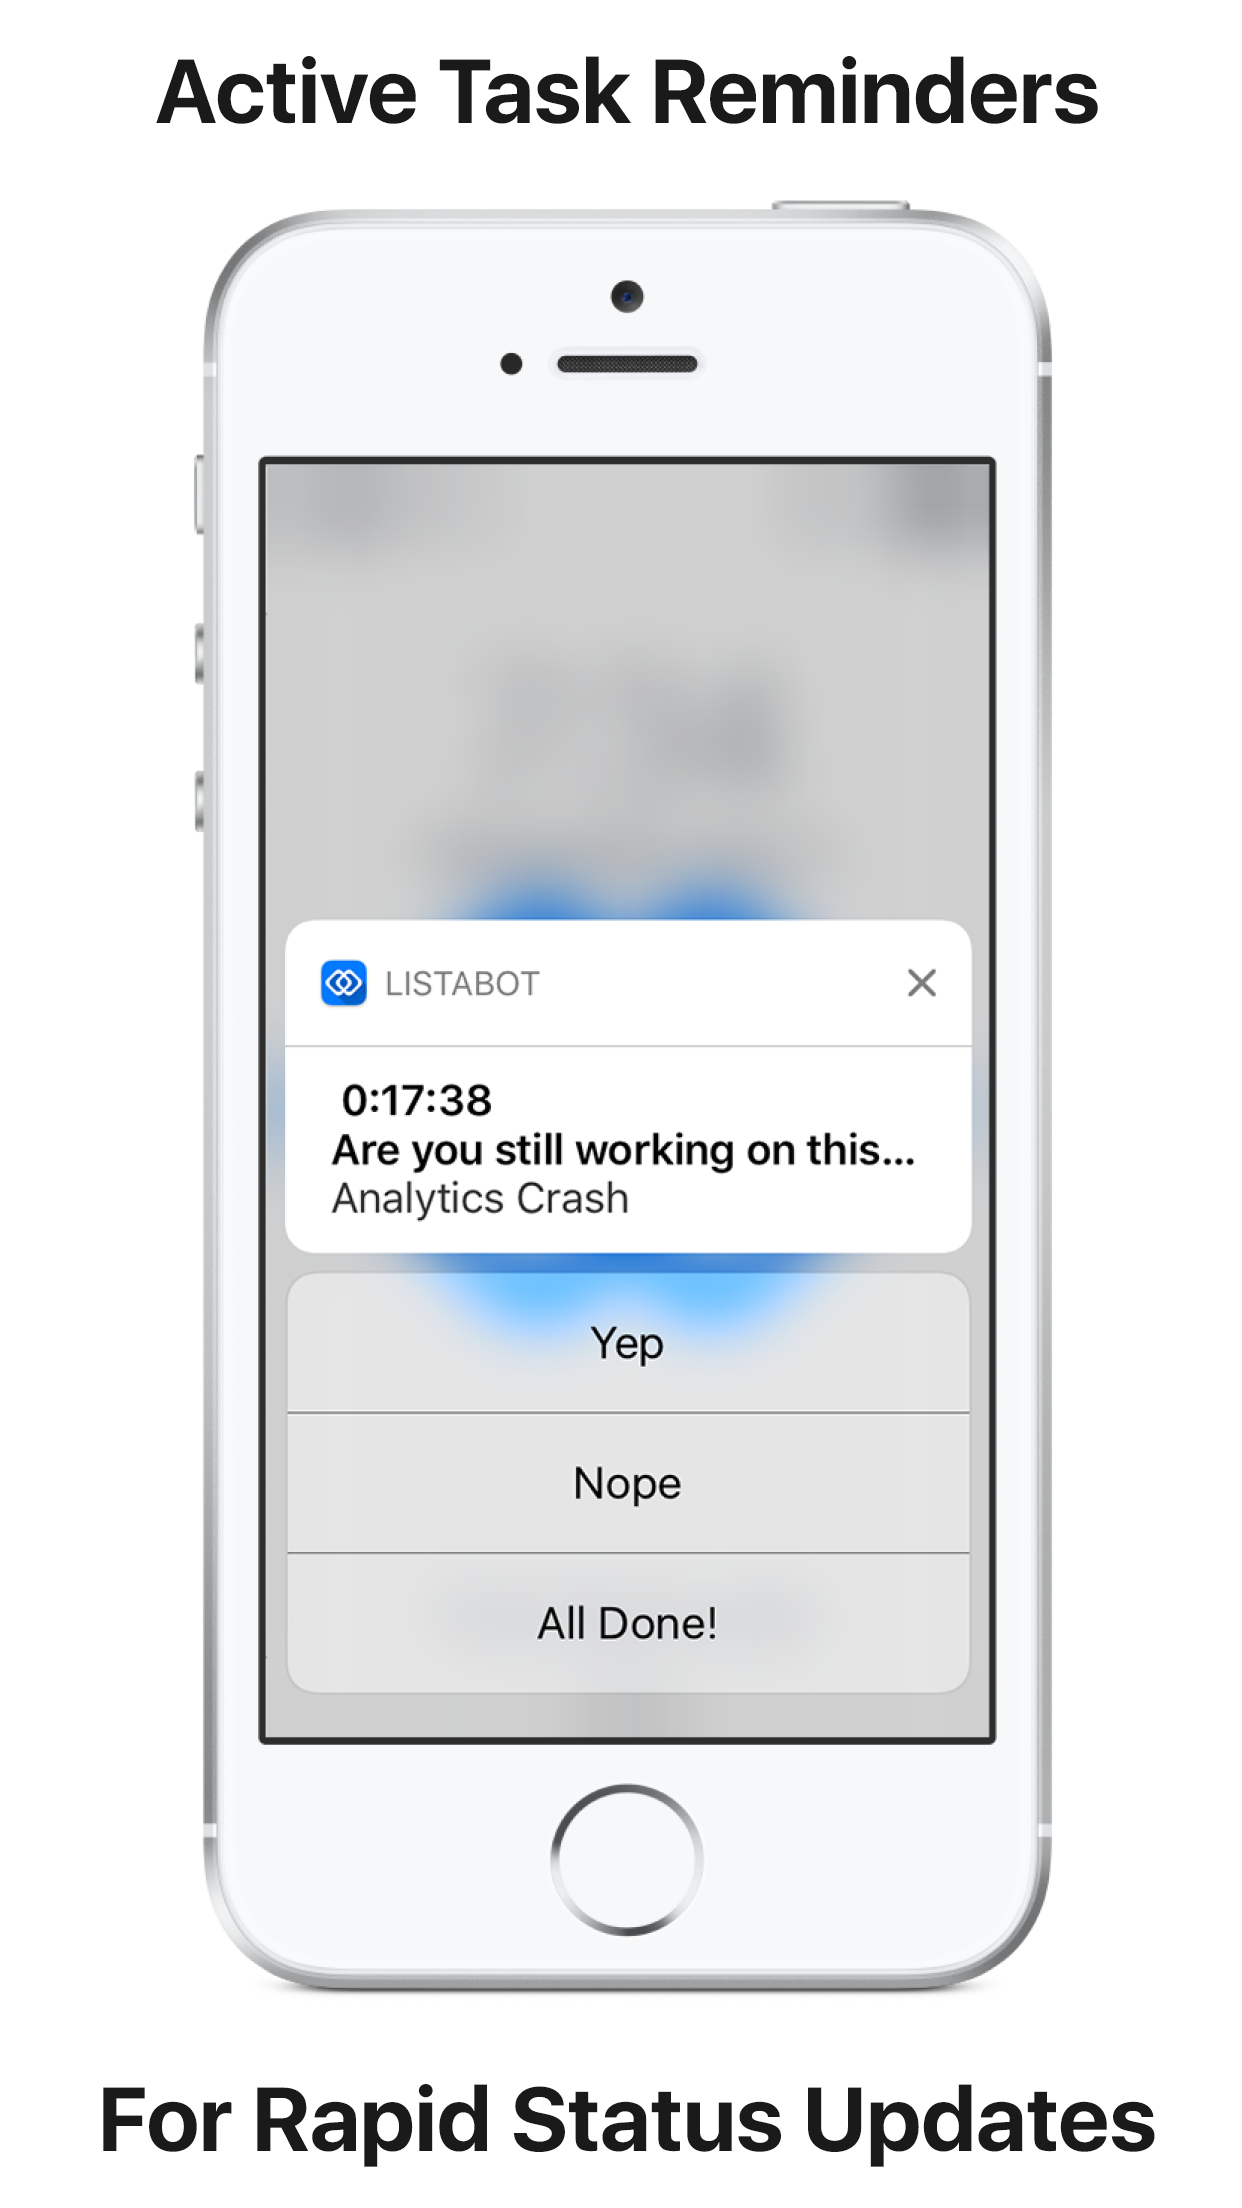 Active Task Reminders
LISTABOT
0:17:38
Are you still working on this...
Analytics Crash
Yep
Nope
All Done!
For Rapid Status Updates